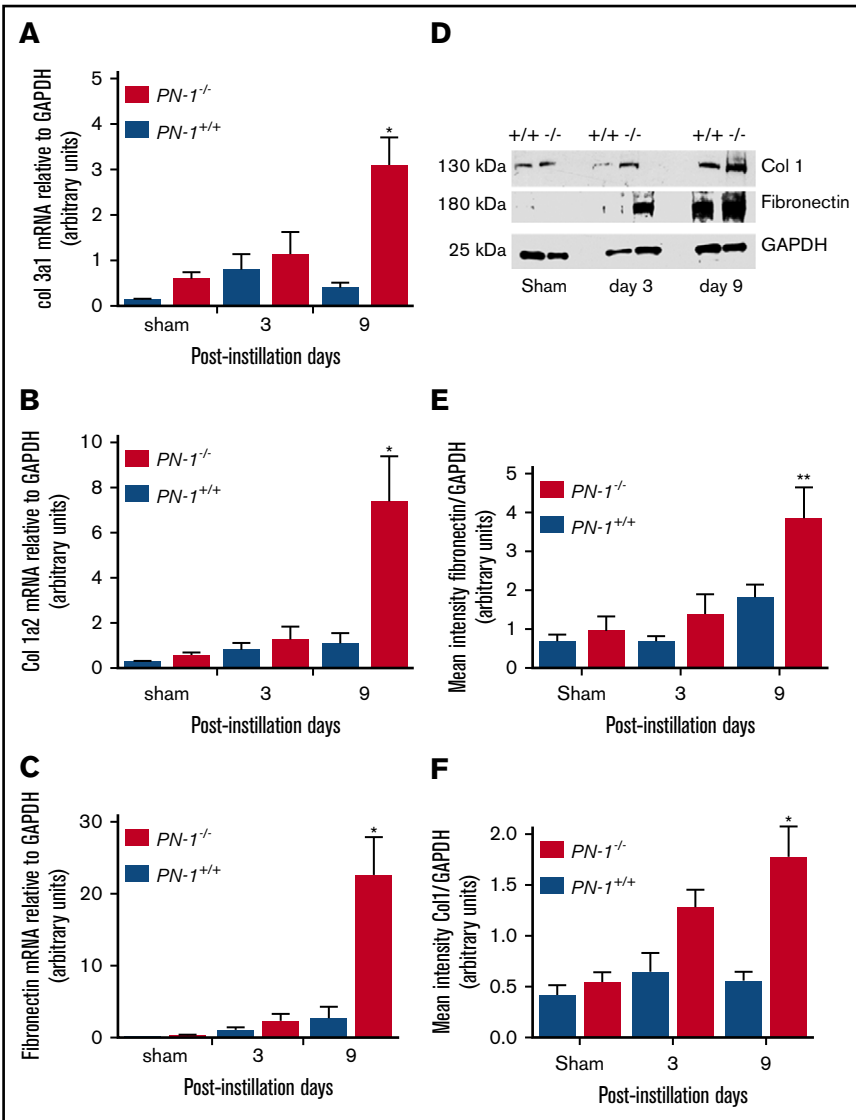 A
col 3a1 mRNA relative to GAPDH
(arbitrary units)
5
4
3
2
1
0
PN-1-/-
PN-1+/+
*
sham 3 9
Post-instillation days
B
Col 1a2 mRNA relative to GAPDH
(arbitrary units)
10
8
6
4
2
0
PN-1-/-
PN-1+/+
*
sham 3 9
Post-instillation days
C
Fibronectin mRNA relative to GAPDH
(arbitrary units)
30
20
10
0
PN-1-/-
PN-1+/+
*
sham 3 9
Post-instillation days
D
+/+ -/- +/+ -/- +/+ -/-
130 kDa Col 1
180 kDa Fibronectin
25 kDa GAPDH
Sham day 3 day 9
E
Mean intensity fibronectin/GAPDH
(arbitrary units)
5
4
3
2
1
0
PN-1-/-
PN-1+/+
**
Sham 3 9
Post-instillation days
F
Mean intensity Col1/GAPDH
(arbitrary units)
2.0
1.5
1.0
0.5
0.0
PN-1-/-
PN-1+/+
*
Sham 3 9
Post-instillation days